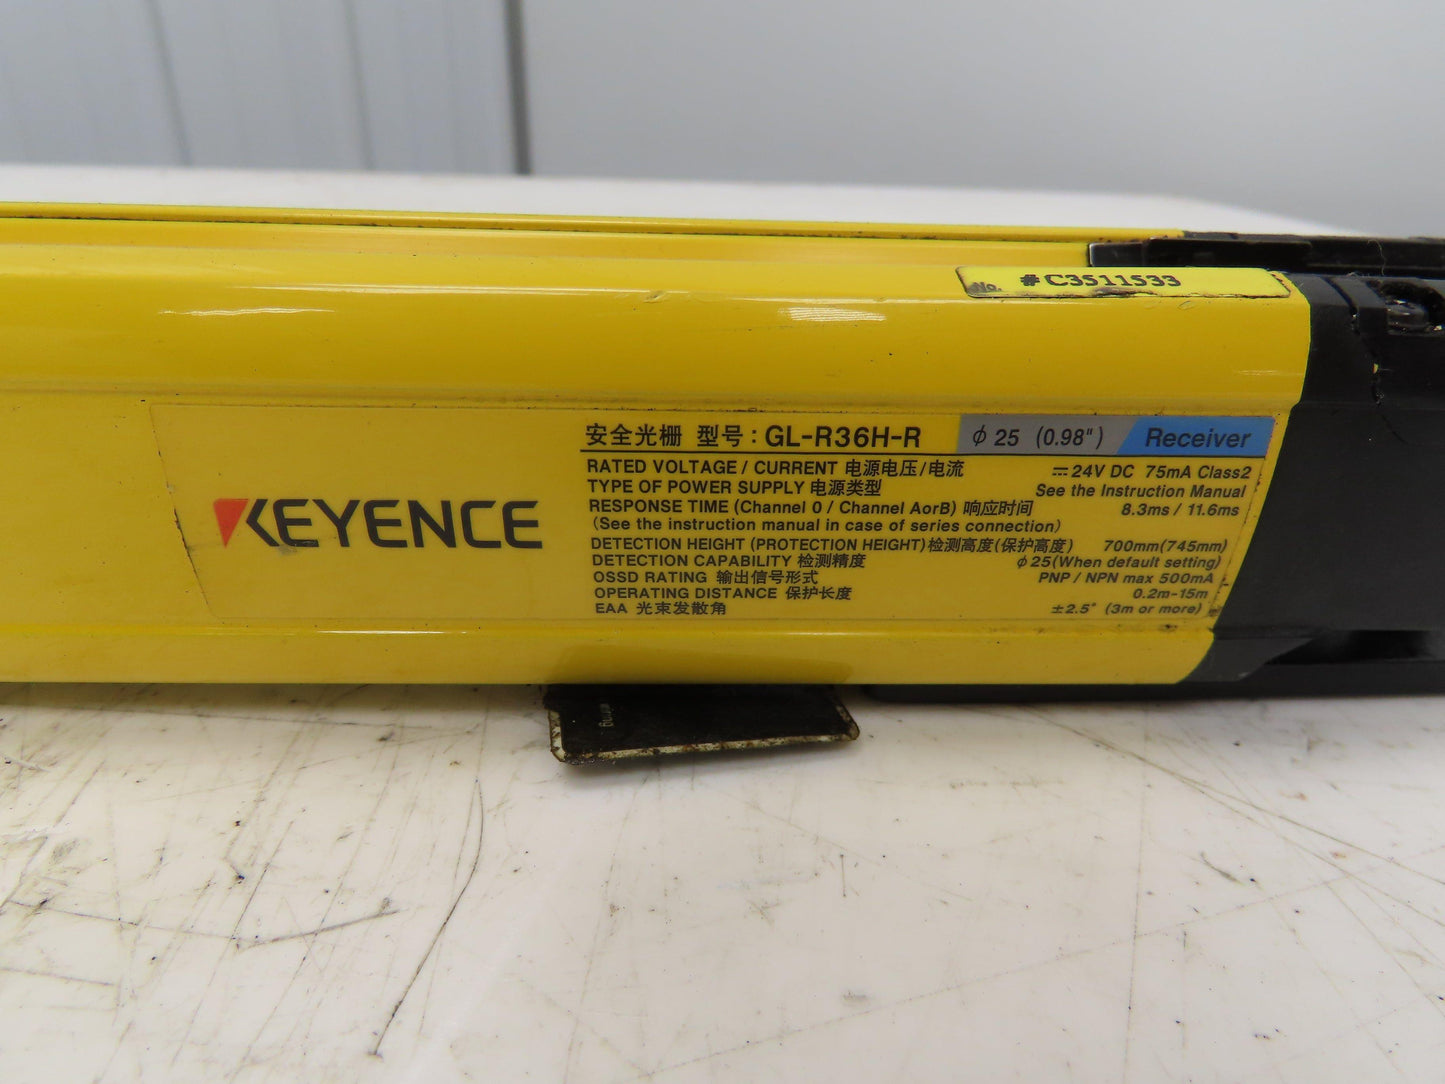 No. #C3511533
KEYENCE
安全光栅 型号: GL-R36H-R φ25 (0.98") Receiver
RATED VOLTAGE / CURRENT 电源电压/电流 ⎓24V DC 75mA Class2
TYPE OF POWER SUPPLY 电源类型 See the Instruction Manual
RESPONSE TIME (Channel 0 / Channel AorB) 响应时间 8.3ms / 11.6ms
(See the instruction manual in case of series connection)
DETECTION HEIGHT (PROTECTION HEIGHT)检测高度(保护高度) 700mm(745mm)
DETECTION CAPABILITY 检测精度 φ25(When default setting)
OSSD RATING 输出信号形式 PNP / NPN max 500mA
OPERATING DISTANCE 保护长度 0.2m-15m
EAA 光束发散角 ±2.5° (3m or more)